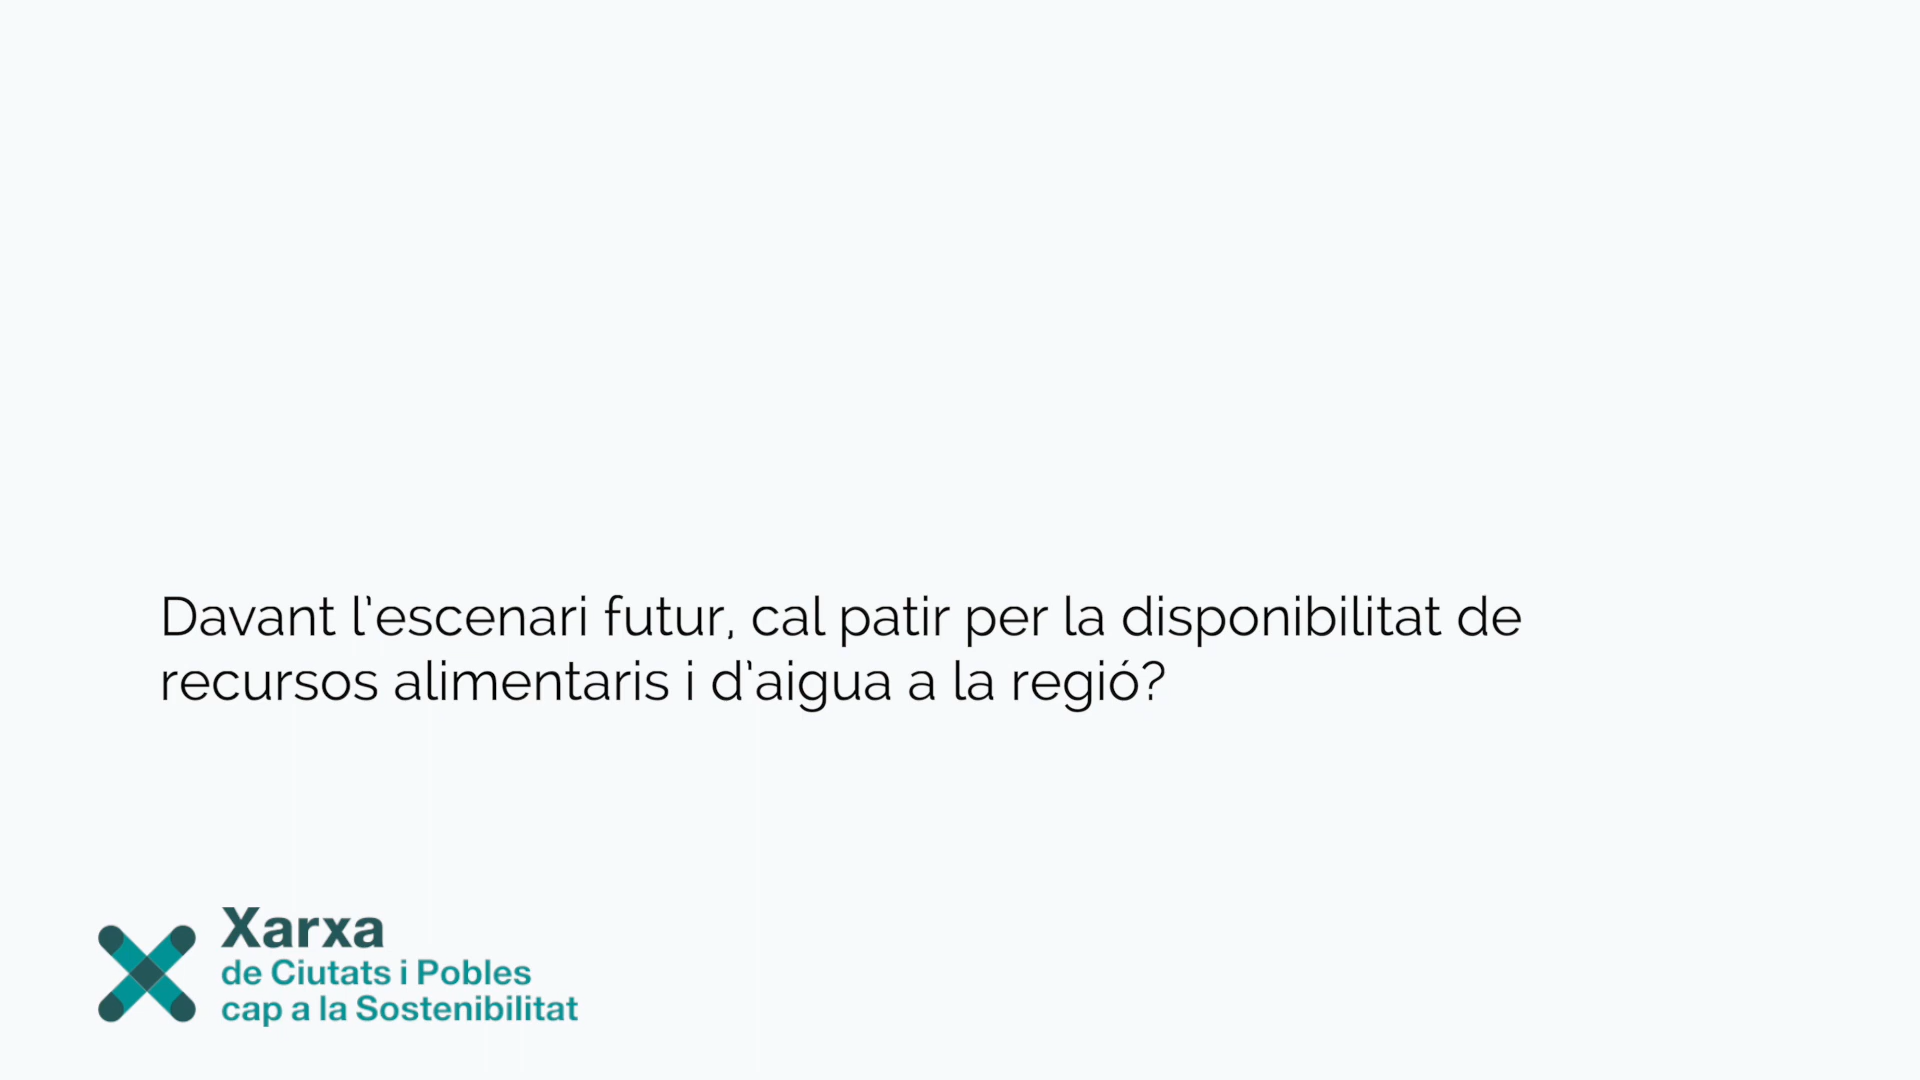 Davant l'escenari futur, cal patir per la disponibilitat de
recursos alimentaris i d'aigua a la regió?
Xarxa
de Ciutats i Pobles
cap a la Sostenibilitat